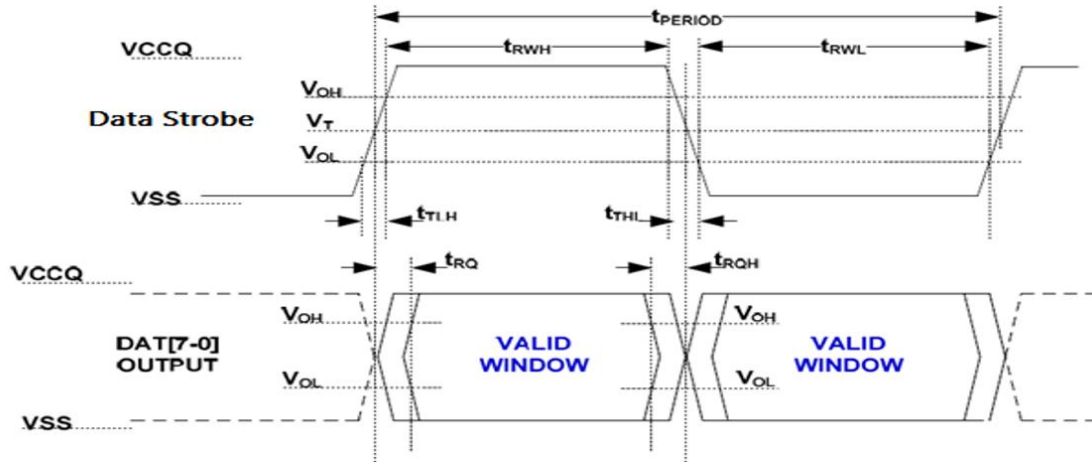 tPERIOD
VCCQ
tRWH
tRWL
VOH
Data Strobe
VT
VOL
VSS
tTLH
tTHL
VCCQ
tRQ
tRQH
VOH
VOH
DAT[7-0]
OUTPUT
VALID
WINDOW
VALID
WINDOW
VOL
VOL
VSS